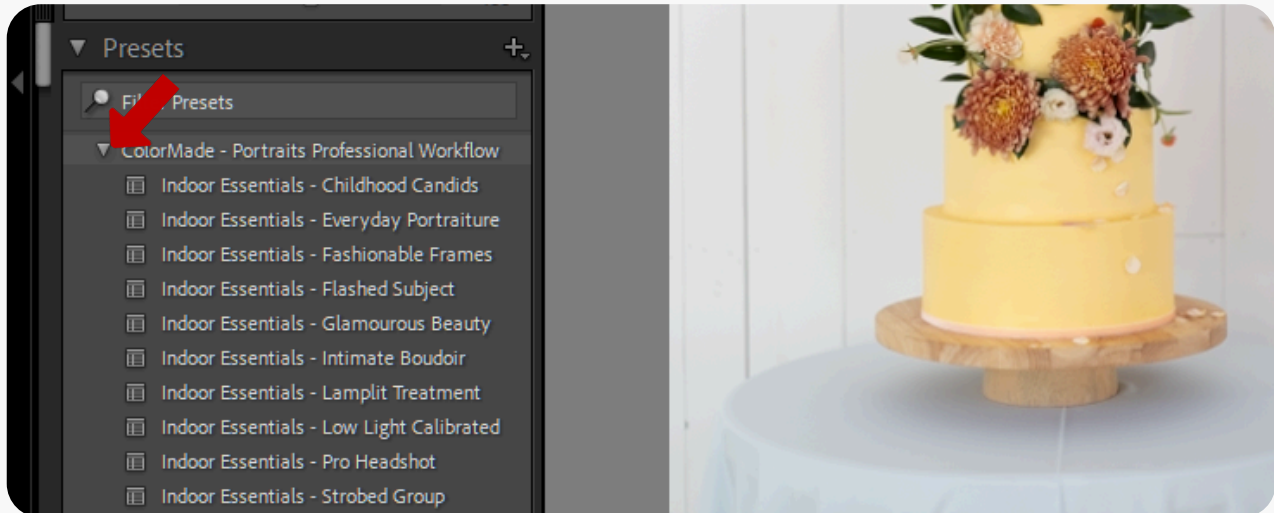 Presets
Presets
ColorMade - Portraits Professional Workflow
Indoor Essentials - Childhood Candids
Indoor Essentials - Everyday Portraiture
Indoor Essentials - Fashionable Frames
Indoor Essentials - Flashed Subject
Indoor Essentials - Glamourous Beauty
Indoor Essentials - Intimate Boudoir
Indoor Essentials - Lamplit Treatment
Indoor Essentials - Low Light Calibrated
Indoor Essentials - Pro Headshot
Indoor Essentials - Strobed Group